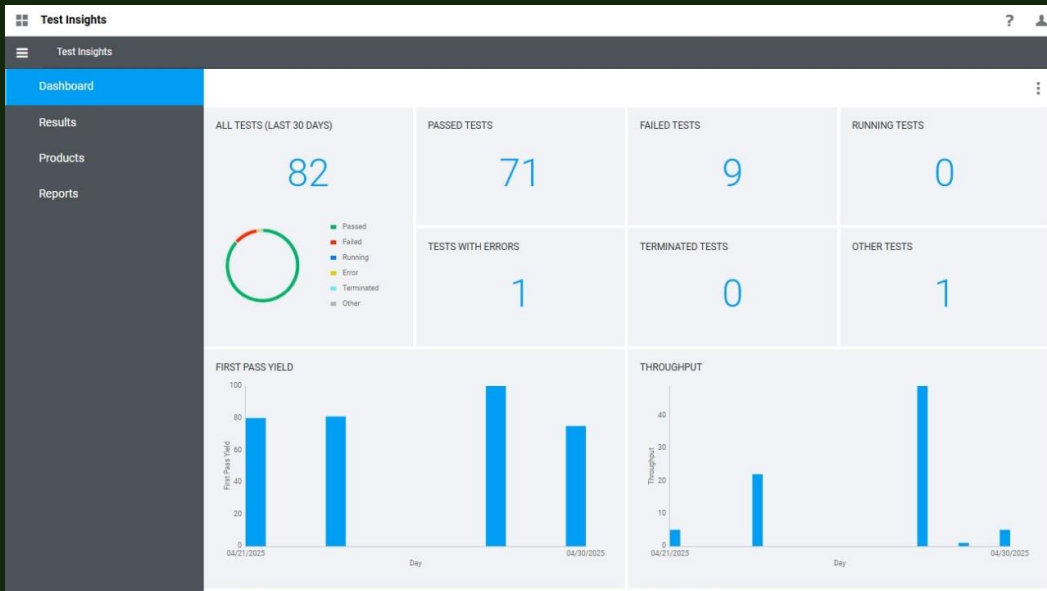 Test Insights
?
Test Insights
Dashboard
Results
Products
Reports
ALL TESTS (LAST 30 DAYS)
82
Passed
Failed
Running
Error
Terminated
Other
PASSED TESTS
71
FAILED TESTS
9
RUNNING TESTS
0
TESTS WITH ERRORS
1
TERMINATED TESTS
0
OTHER TESTS
1
FIRST PASS YIELD
100
80
60
40
20
0
First Pass Yield
04/21/2025
04/30/2025
Day
THROUGHPUT
40
30
20
10
0
Throughput
04/21/2025
04/30/2025
Day